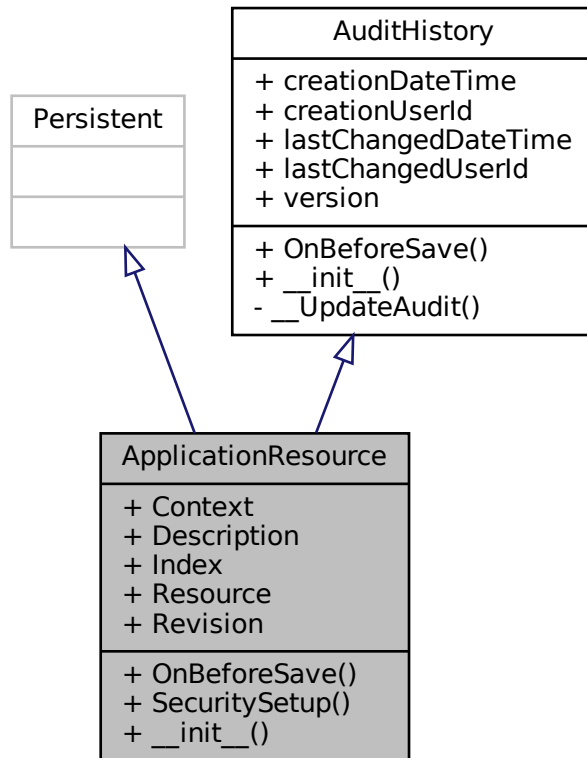 AuditHistory
+ creationDateTime
+ creationUserId
+ lastChangedDateTime
+ lastChangedUserId
+ version
+ OnBeforeSave()
+ __init__()
- __UpdateAudit()
Persistent
ApplicationResource
+ Context
+ Description
+ Index
+ Resource
+ Revision
+ OnBeforeSave()
+ SecuritySetup()
+ __init__()